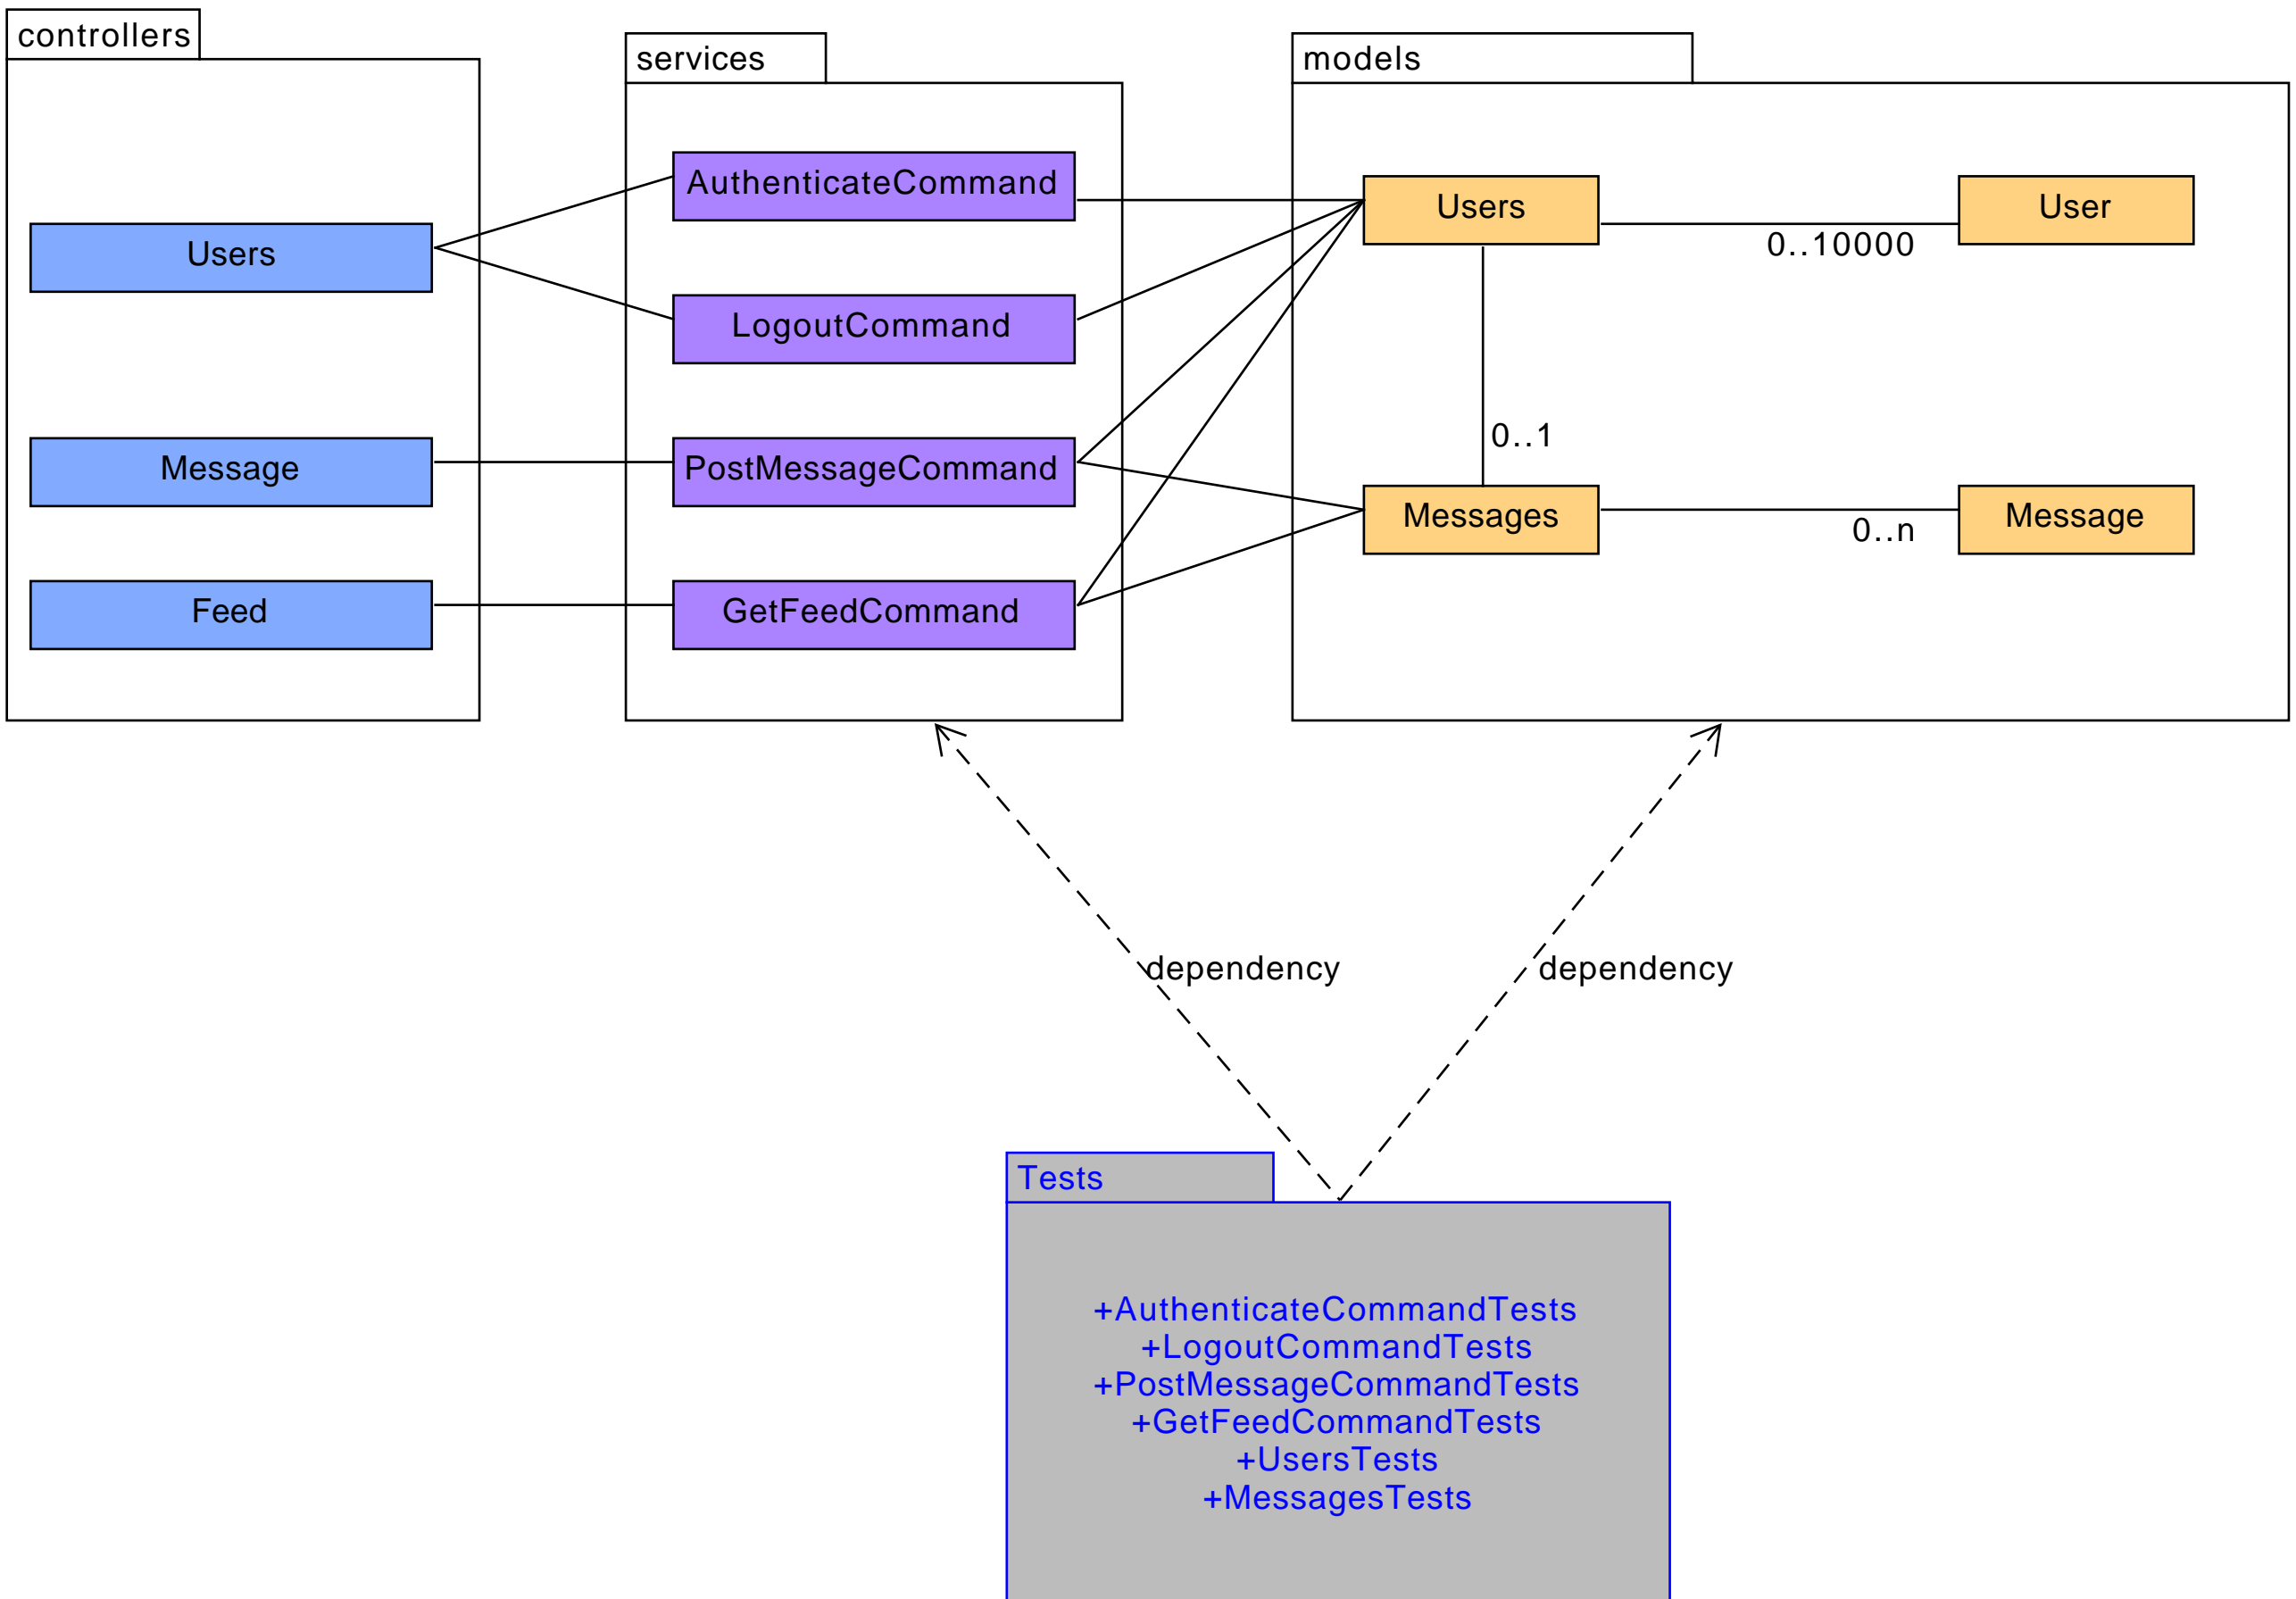 controllers
services
models
AuthenticateCommand
Users
User
Users
0..10000
LogoutCommand
0..1
Message
PostMessageCommand
Messages
Message
0..n
Feed
GetFeedCommand
dependency
dependency
Tests
+AuthenticateCommandTests
+LogoutCommandTests
+PostMessageCommandTests
+GetFeedCommandTests
+UsersTests
+MessagesTests